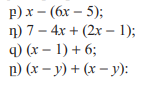 р) x – (6x – 5);
ր) 7 – 4x + (2x – 1);
q) (x – 1) + 6;
ը) (x – y) + (x – y):